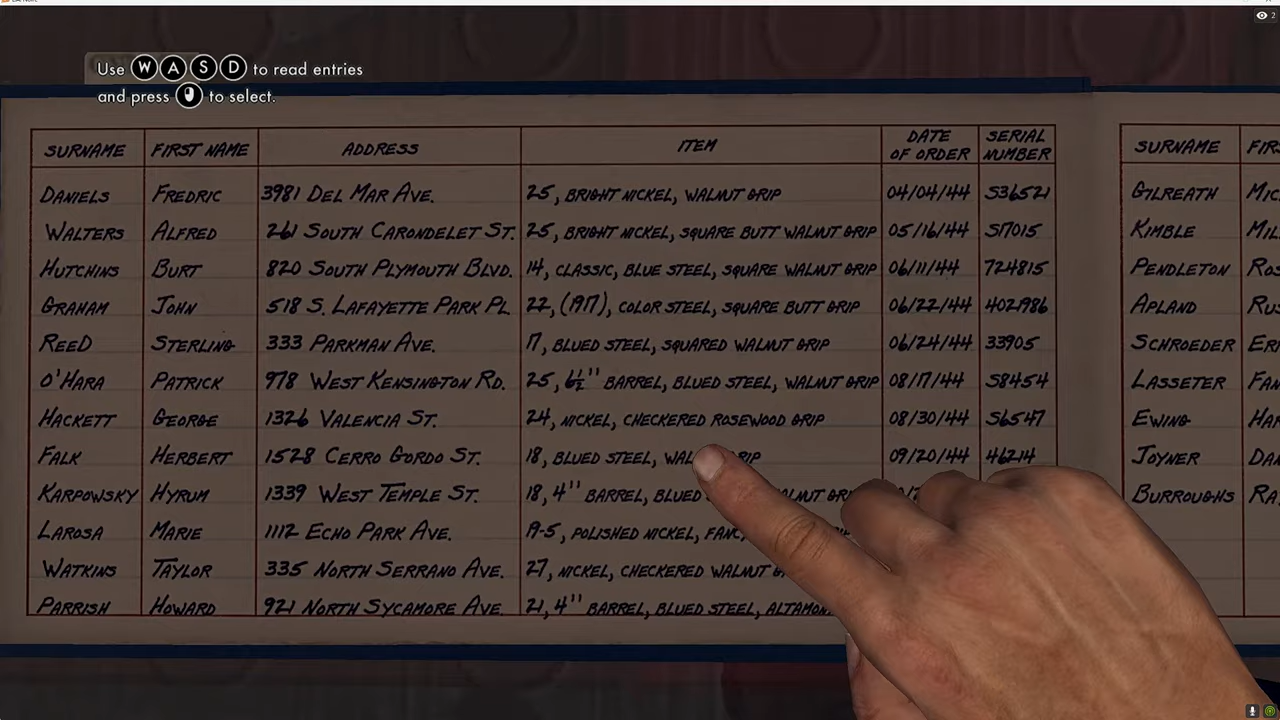 Use W A S D to read entries
and press to select.
SURNAME FIRST NAME ADDRESS ITEM DATE OF ORDER SERIAL NUMBER
DANIELS FREDRIC 3981 DEL MAR AVE. 25, BRIGHT NICKEL, WALNUT GRIP 04/04/44 S36521
WALTERS ALFRED 261 SOUTH CARONDELET ST. 25, BRIGHT NICKEL, SQUARE BUTT WALNUT GRIP 05/16/44 S17015
HUTCHINS BURT 820 SOUTH PLYMOUTH BLVD. 14, CLASSIC, BLUE STEEL, SQUARE WALNUT GRIP 06/11/44 724815
GRAHAM JOHN 518 S. LAFAYETTE PARK PL. 22, (1917), COLOR STEEL, SQUARE BUTT GRIP 06/22/44 402986
REED STERLING 333 PARKMAN AVE. 17, BLUED STEEL, SQUARED WALNUT GRIP 06/24/44 33905
O'HARA PATRICK 978 WEST KENSINGTON RD. 25, 6½" BARREL, BLUED STEEL, WALNUT GRIP 08/17/44 S8454
HACKETT GEORGE 1326 VALENCIA ST. 24, NICKEL, CHECKERED ROSEWOOD GRIP 08/30/44 S6547
FALK HERBERT 1528 CERRO GORDO ST. 18, BLUED STEEL, GRIP 09/20/44 46214
KARPOWSKY HYRUM 1339 WEST TEMPLE ST. 18, 4" BARREL, BLUED
LAROSA MARIE 1112 ECHO PARK AVE. 19-5, POLISHED NICKEL,
WATKINS TAYLOR 335 NORTH SERRANO AVE. 27, NICKEL, CHECKERED WALNUT
PARRISH HOWARD 921 NORTH SYCAMORE AVE. 21, 4" BARREL, BLUED STEEL,
SURNAME
GILREATH
KIMBLE
PENDLETON
APLAND
SCHROEDER
LASSETER
EWING
JOYNER
BURROUGHS
2